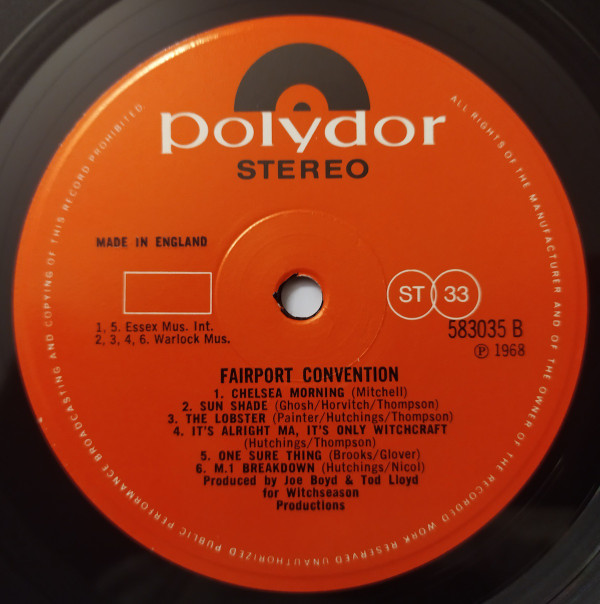 polydor
STEREO
MADE IN ENGLAND
ST 33
1, 5. Essex Mus. Int.
2, 3, 4, 6. Warlock Mus.
583035 B
℗ 1968
FAIRPORT CONVENTION
1. CHELSEA MORNING (Mitchell)
2. SUN SHADE (Ghosh/Horvitch/Thompson)
3. THE LOBSTER (Painter/Hutchings/Thompson)
4. IT'S ALRIGHT MA, IT'S ONLY WITCHCRAFT
(Hutchings/Thompson)
5. ONE SURE THING (Brooks/Glover)
6. M.1 BREAKDOWN (Hutchings/Nicol)
Produced by Joe Boyd & Tod Lloyd
for Witchseason
Productions
ALL RIGHTS OF THE MANUFACTURER AND OF THE OWNER OF THE RECORDED WORK RESERVED UNAUTHORIZED PUBLIC PERFORMANCE BROADCASTING AND COPYING OF THIS RECORD PROHIBITED.